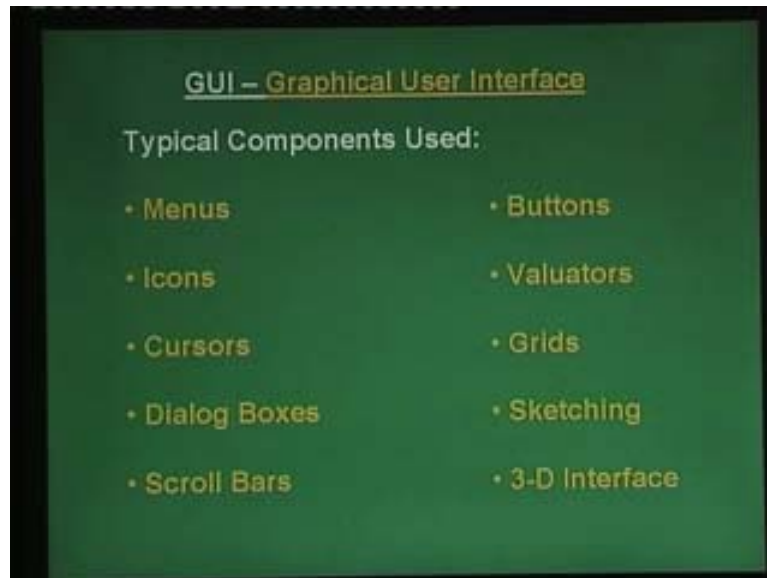 GUI – Graphical User Interface
Typical Components Used:
• Menus
• Icons
• Cursors
• Dialog Boxes
• Scroll Bars
• Buttons
• Valuators
• Grids
• Sketching
• 3-D Interface